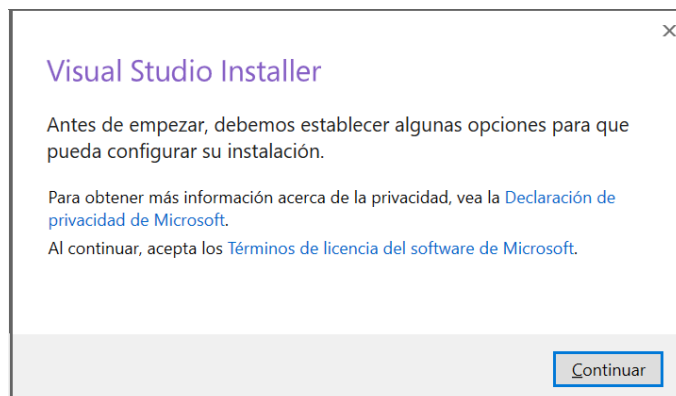 Visual Studio Installer
Antes de empezar, debemos establecer algunas opciones para que
pueda configurar su instalación.
Para obtener más información acerca de la privacidad, vea la Declaración de
privacidad de Microsoft.
Al continuar, acepta los Términos de licencia del software de Microsoft.
Continuar